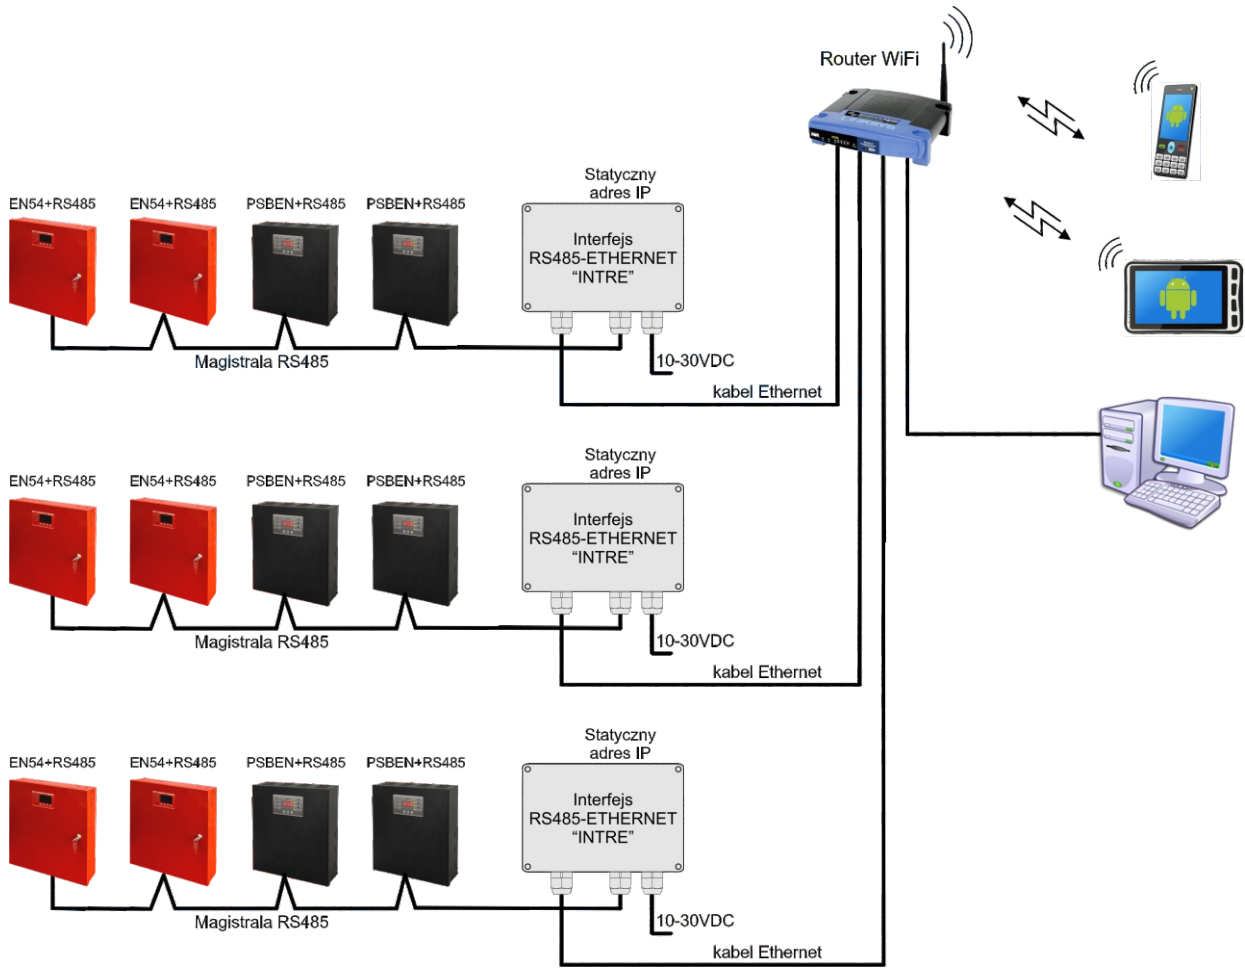 Router WiFi
Statyczny
adres IP
EN54+RS485 EN54+RS485 PSBEN+RS485 PSBEN+RS485
Interfejs
RS485-ETHERNET
“INTRE”
10-30VDC
Magistrala RS485
kabel Ethernet
Statyczny
adres IP
EN54+RS485 EN54+RS485 PSBEN+RS485 PSBEN+RS485
Interfejs
RS485-ETHERNET
“INTRE”
10-30VDC
Magistrala RS485
kabel Ethernet
Statyczny
adres IP
EN54+RS485 EN54+RS485 PSBEN+RS485 PSBEN+RS485
Interfejs
RS485-ETHERNET
“INTRE”
10-30VDC
Magistrala RS485
kabel Ethernet